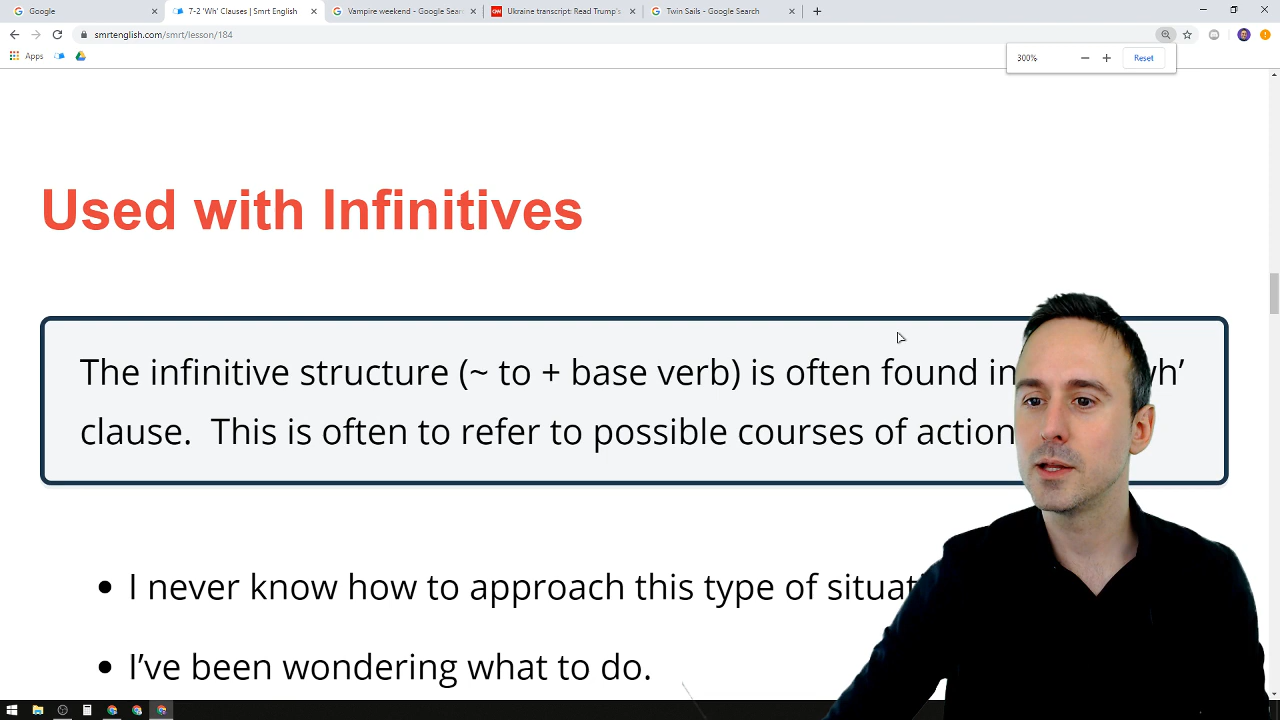 Google
7-2 'Wh' Clauses | Smrt English
Vampire weekend - Google Sear
CNN
Ukraine transcript: Read Trump's
Twin Sails - Google Search
smrtenglish.com/smrt/lesson/184
Apps
300%
Reset
Used with Infinitives
The infinitive structure (~ to + base verb) is often found in wh'
clause. This is often to refer to possible courses of action
I never know how to approach this type of
I've been wondering what to do.